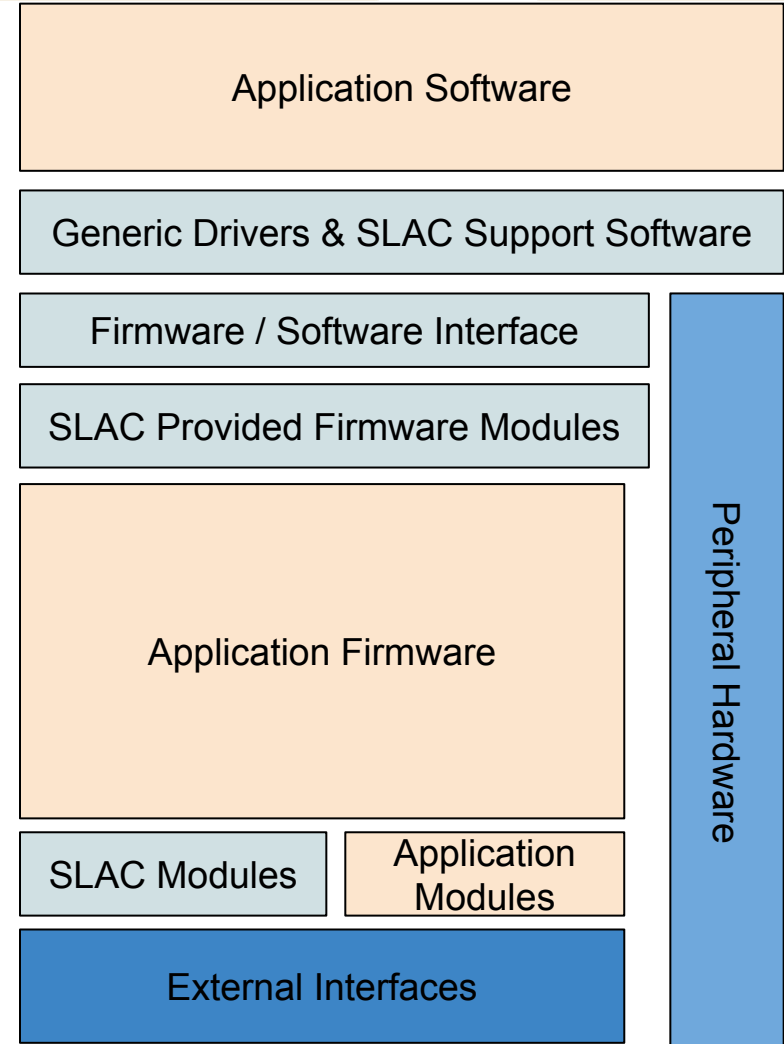 Application Software
Generic Drivers & SLAC Support Software
Firmware / Software Interface
SLAC Provided Firmware Modules
Application Firmware
Peripheral Hardware
SLAC Modules
Application
Modules
External Interfaces